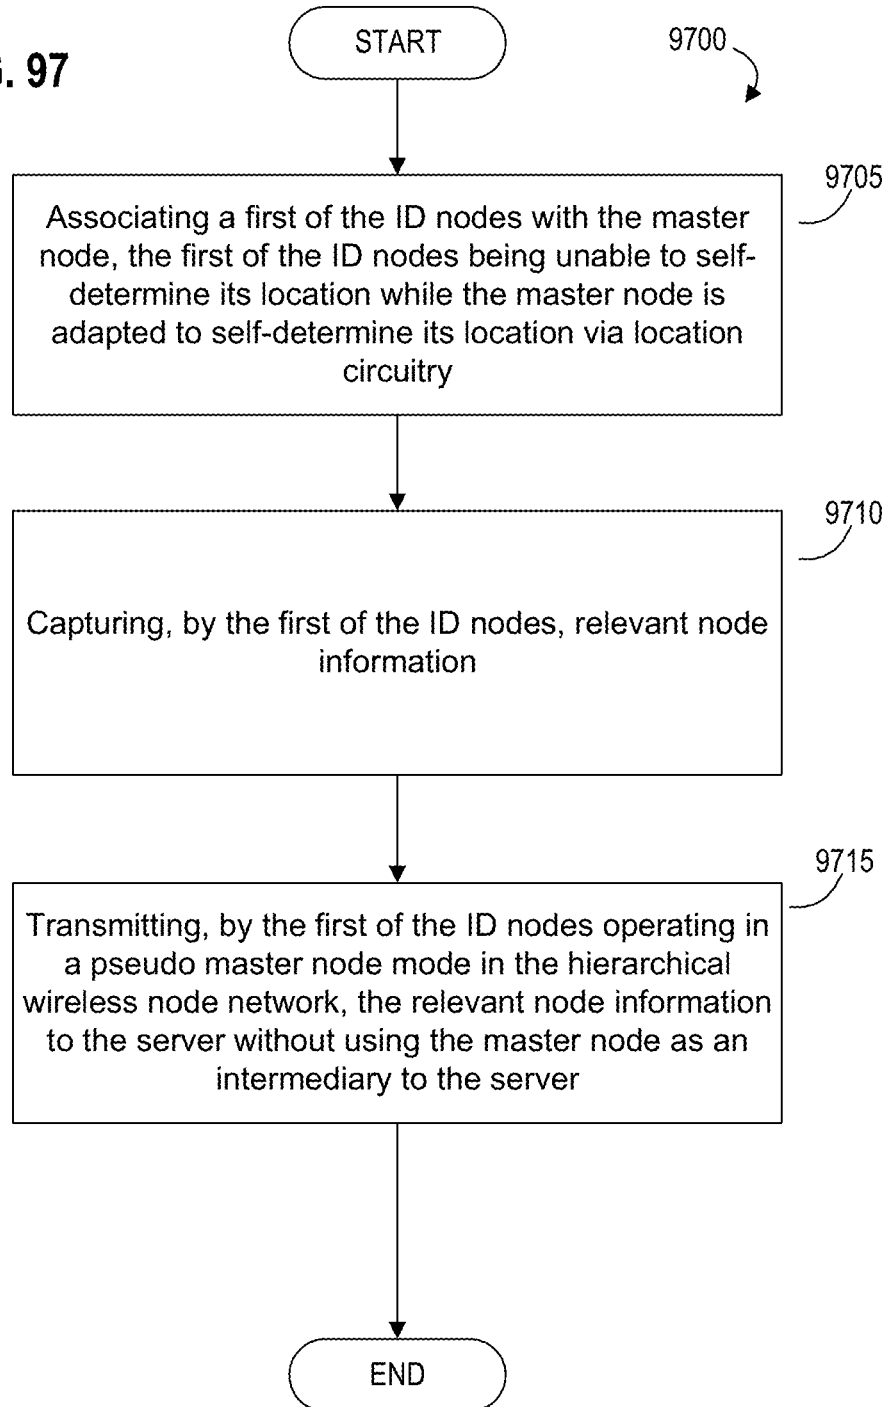 START
9700
. 97
9705
Associating a first of the ID nodes with the master
node, the first of the ID nodes being unable to self-
determine its location while the master node is
adapted to self-determine its location via location
circuitry
9710
Capturing, by the first of the ID nodes, relevant node
information
9715
Transmitting, by the first of the ID nodes operating in
a pseudo master node mode in the hierarchical
wireless node network, the relevant node information
to the server without using the master node as an
intermediary to the server
END